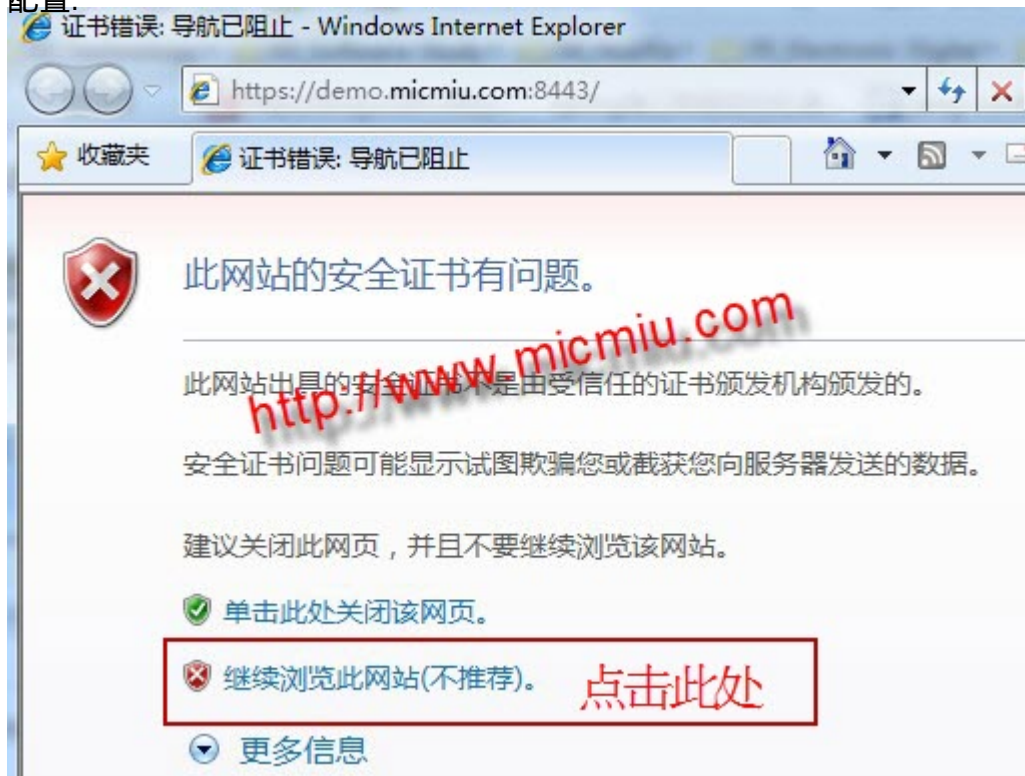 配置:
证书错误: 导航已阻止 - Windows Internet Explorer
https://demo.micmiu.com:8443/
收藏夹
证书错误: 导航已阻止
此网站的安全证书有问题。
http://www.micmiu.com
此网站出具的安全证书不是由受信任的证书颁发机构颁发的。
安全证书问题可能显示试图欺骗您或截获您向服务器发送的数据。
建议关闭此网页，并且不要继续浏览该网站。
单击此处关闭该网页。
继续浏览此网站(不推荐)。 点击此处
更多信息